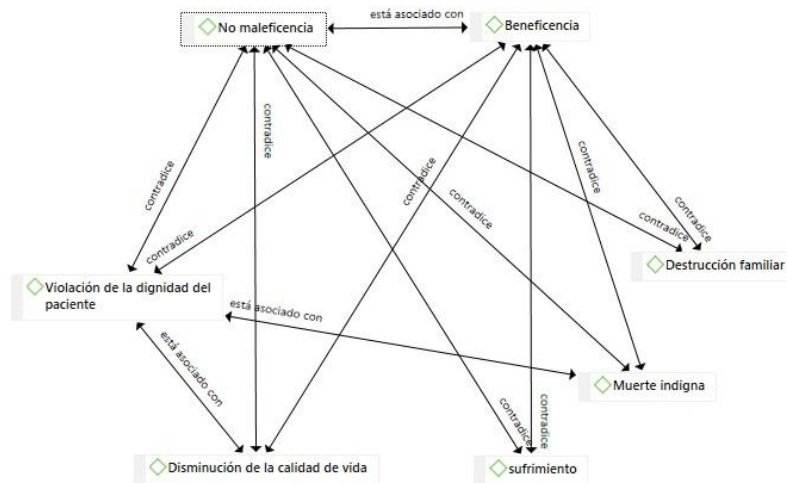 está asociado con
No maleficencia
Beneficencia
contradice
contradice
contradice
contradice
contradice
contradice
contradice
contradice
Destrucción familiar
Violación de la dignidad del
paciente
está asociado con
está asociado con
Muerte indigna
contradice
contradice
Disminución de la calidad de vida
sufrimiento